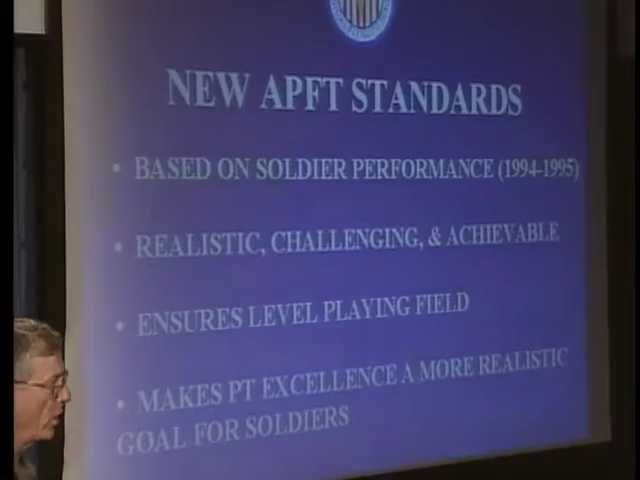 NEW APFT STANDARDS
• BASED ON SOLDIER PERFORMANCE (1994-1995)
• REALISTIC, CHALLENGING, & ACHIEVABLE
• ENSURES LEVEL PLAYING FIELD
• MAKES PT EXCELLENCE A MORE REALISTIC
GOAL FOR SOLDIERS